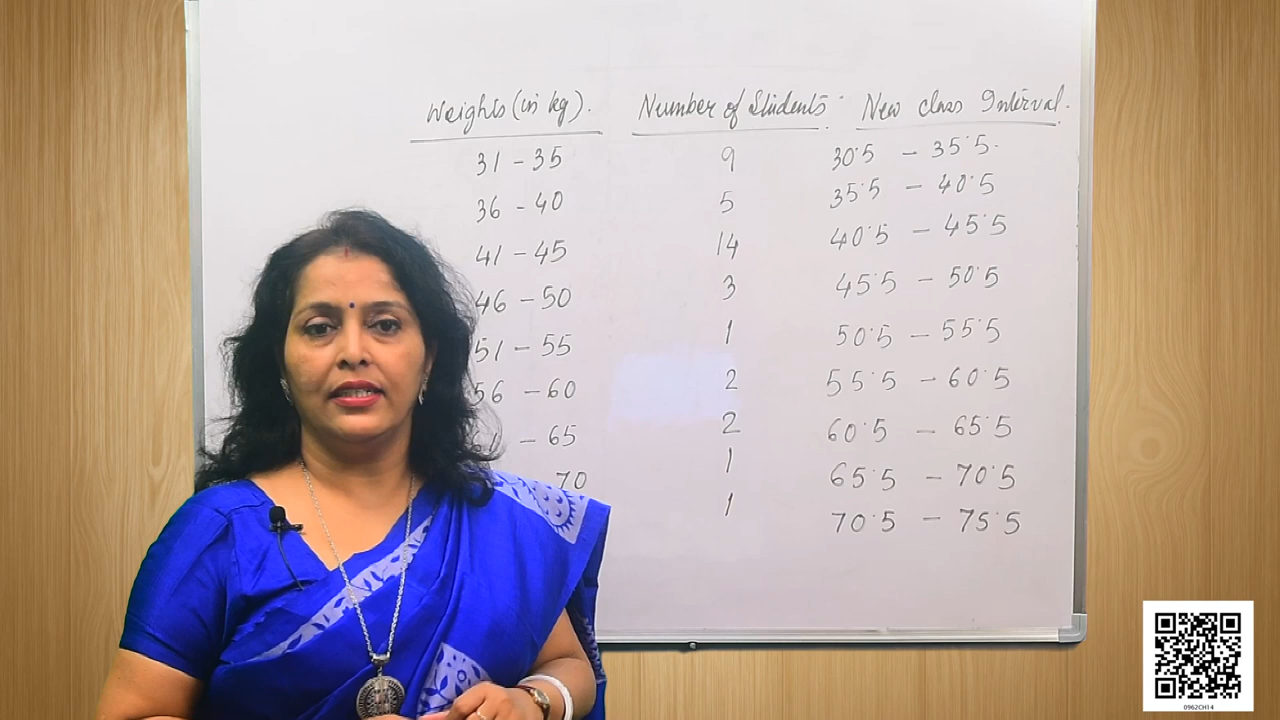 Weights (in kg). Number of Students New class Interval.
31 - 35 9 30.5 - 35.5
36 - 40 5 35.5 - 40.5
41 - 45 14 40.5 - 45.5
46 - 50 3 45.5 - 50.5
51 - 55 1 50.5 - 55.5
56 - 60 2 55.5 - 60.5
- 65 2 60.5 - 65.5
70 1 65.5 - 70.5
1 70.5 - 75.5
0962CH14